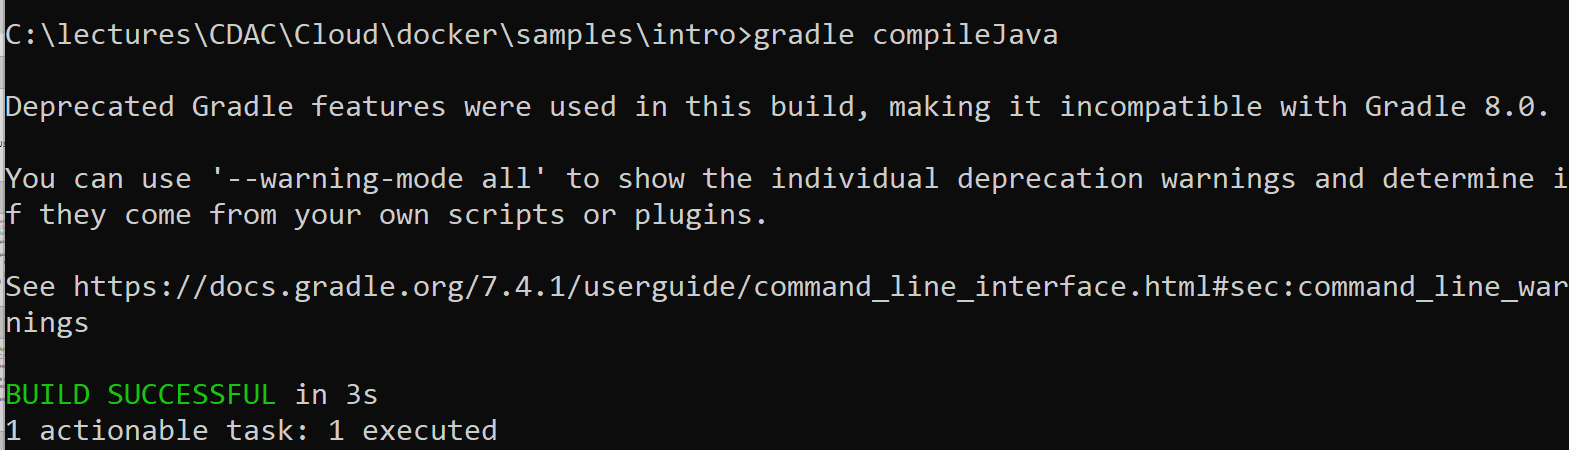 C:\lectures\CDAC\Cloud\docker\samples\intro>gradle compileJava
Deprecated Gradle features were used in this build, making it incompatible with Gradle 8.0.
You can use '--warning-mode all' to show the individual deprecation warnings and determine i
f they come from your own scripts or plugins.
See https://docs.gradle.org/7.4.1/userguide/command_line_interface.html#sec:command_line_war
nings
BUILD SUCCESSFUL in 3s
1 actionable task: 1 executed